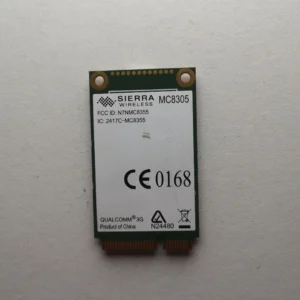 SIERRA
WIRELESS
MC8305
FCC ID: N7NMC8355
IC: 2417C-MC8355
CE 0168
QUALCOMM® 3G
Product of China
N24480